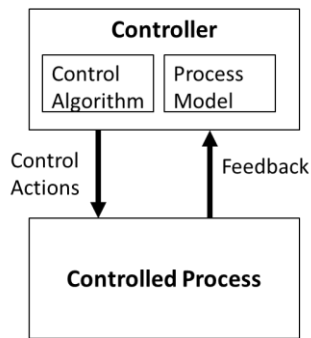 Controller
Control
Algorithm
Process
Model
Control
Actions
Feedback
Controlled Process